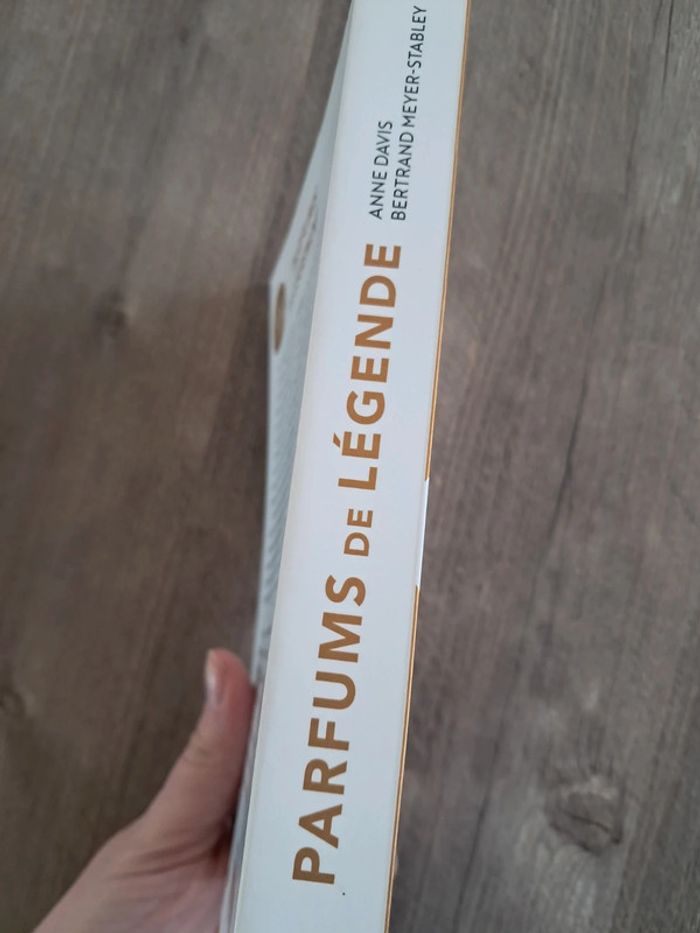 PARFUMS DE LÉGENDE
ANNE DAVIS
BERTRAND MEYER-STABLEY